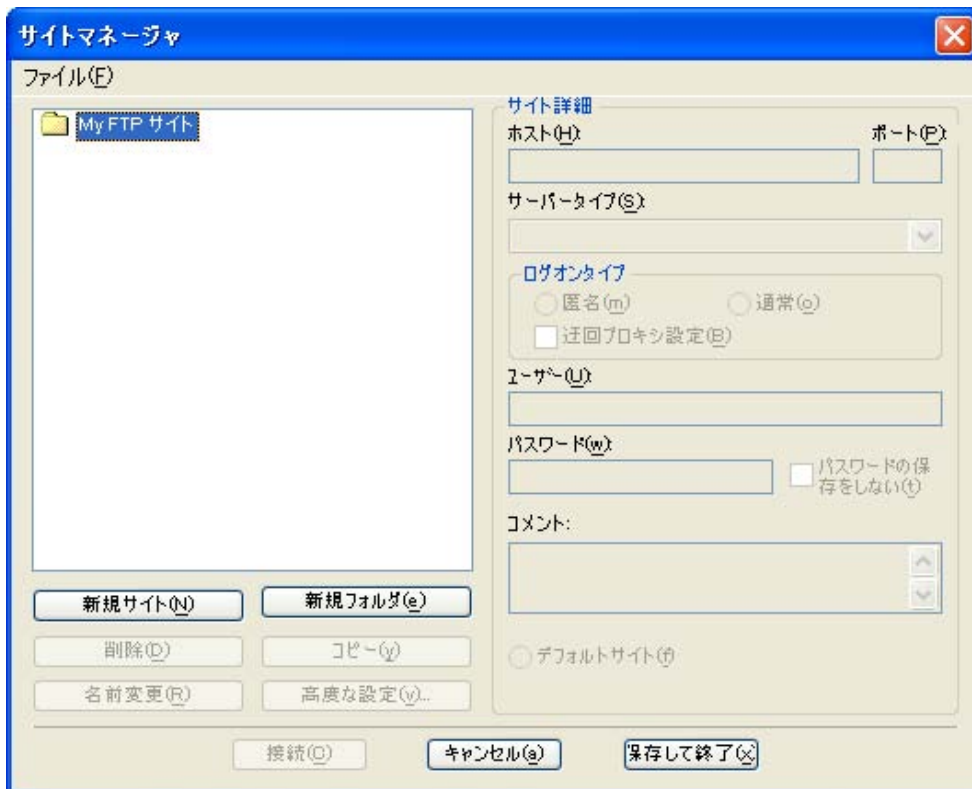 サイトマネージャ
ファイル(F)
My FTP サイト
サイト詳細
ホスト(H): ポート(P):
サーバータイプ(S):
ログオンタイプ
匿名(m) 通常(o)
迂回プロキシ設定(B)
ユーザー(U):
パスワード(w):
パスワードの保
存をしない(t)
コメント:
新規サイト(N) 新規フォルダ(e)
削除(D) コピー(y)
デフォルトサイト(f)
名前変更(R) 高度な設定(v)...
接続(C) キャンセル(a) 保存して終了(x)